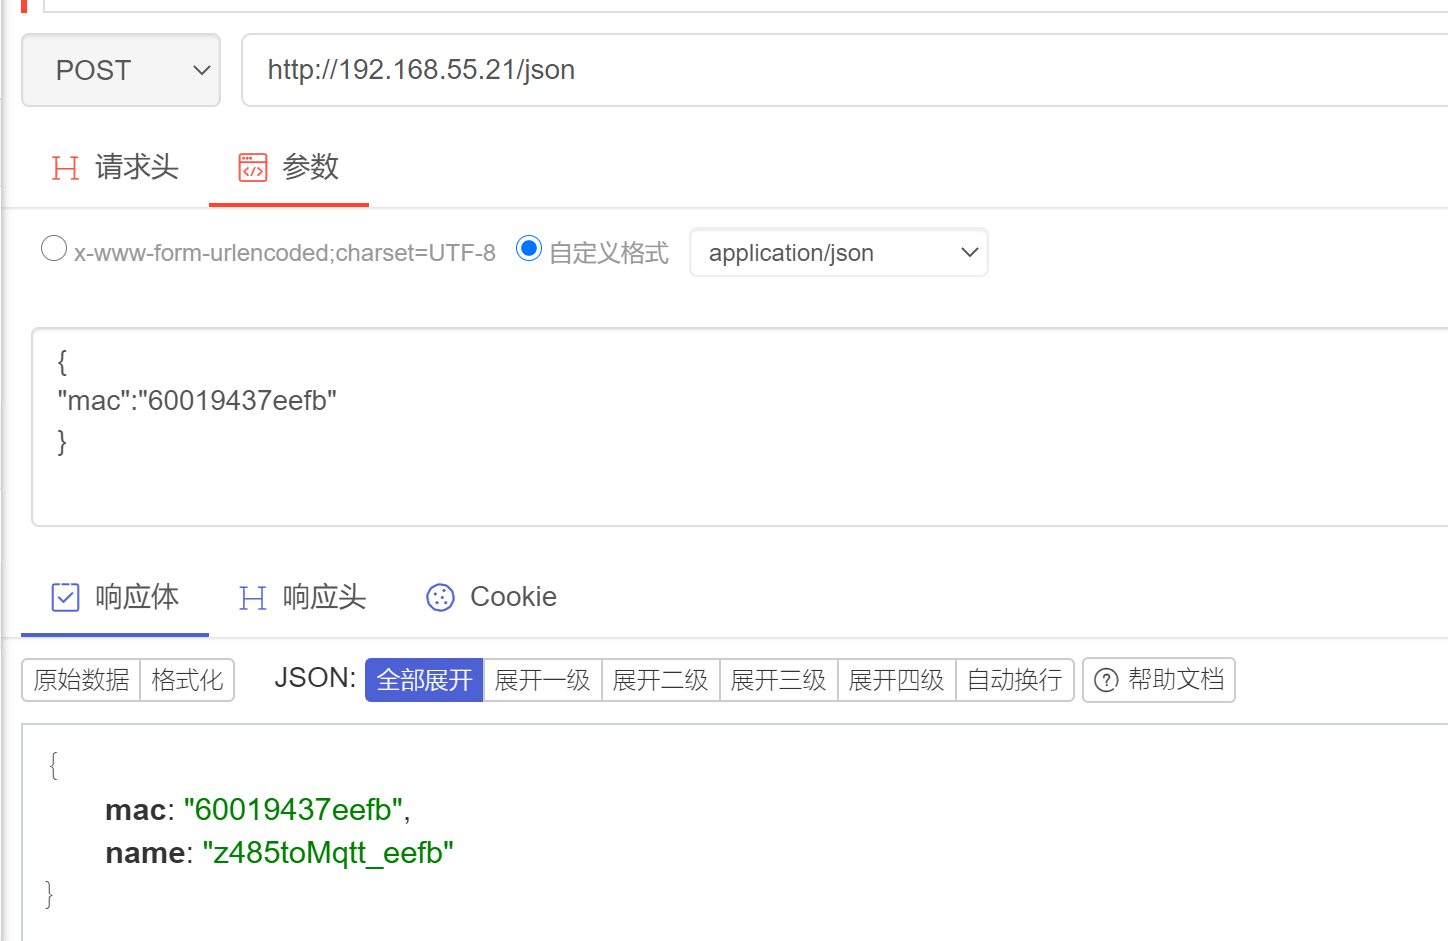 POST http://192.168.55.21/json
请求头 参数
x-www-form-urlencoded;charset=UTF-8 自定义格式 application/json
{
"mac":"60019437eefb"
}
响应体 响应头 Cookie
原始数据 格式化 JSON: 全部展开 展开一级 展开二级 展开三级 展开四级 自动换行 帮助文档
{
mac: "60019437eefb",
name: "z485toMqtt_eefb"
}